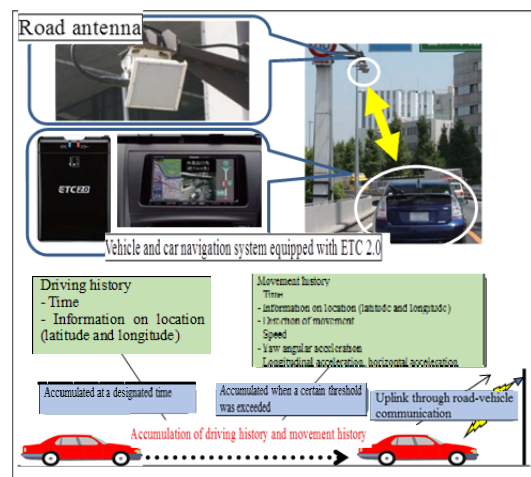 Road antenna
ETC2.0
Vehicle and car navigation system equipped with ETC 2.0
Driving history
- Time
- Information on location
(latitude and longitude)
Movement history
Time
- Information on location (latitude and longitude)
- Direction of movement
Speed
- Yaw angular acceleration
- Longitudinal acceleration, horizontal acceleration
Accumulated at a designated time
Accumulated when a certain threshold
was exceeded
Uplink through road-vehicle
communication
Accumulation of driving history and movement history